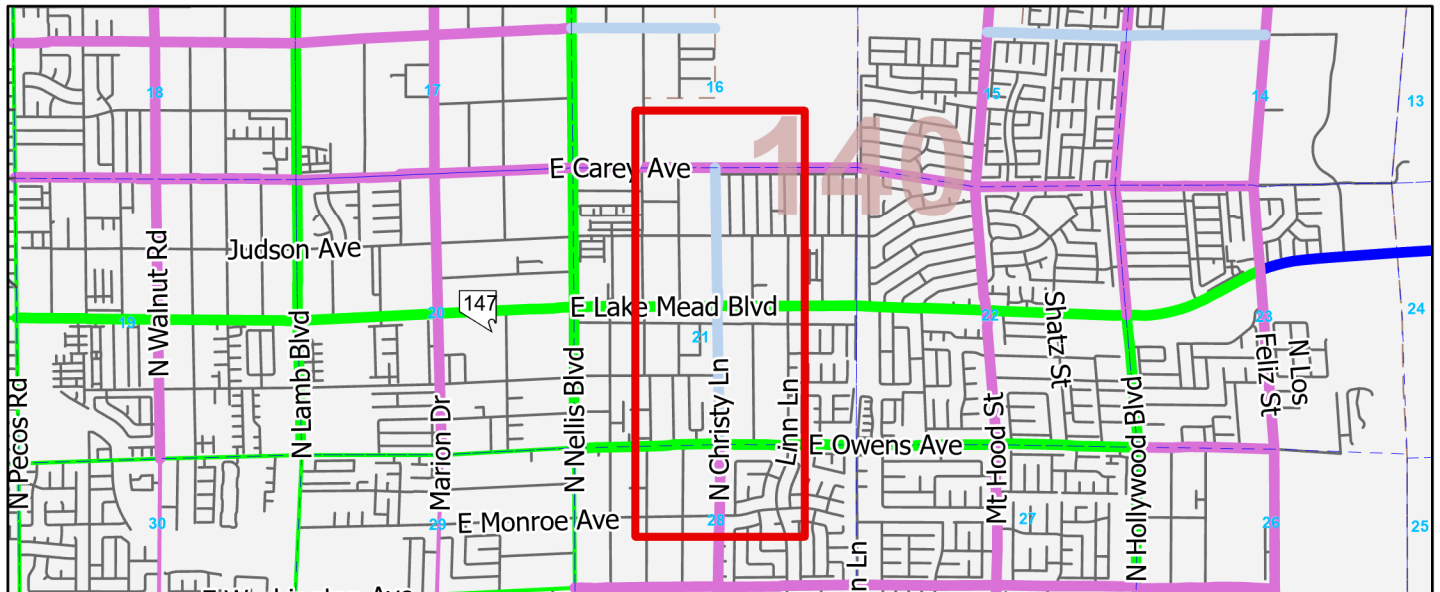 16
18
17
15
14
13
140
E Carey Ave
Judson Ave
N Walnut Rd
147
E Lake Mead Blvd
19
20
21
22
23
24
N Pecos Rd
N Lamb Blvd
Marion Dr
N Nellis Blvd
N Christy Ln
Linn Ln
Shatz St
Mt Hood St
N Hollywood Blvd
Feliz St
N Los
E Owens Ave
E Monroe Ave
30
29
28
27
26
25
n Ln